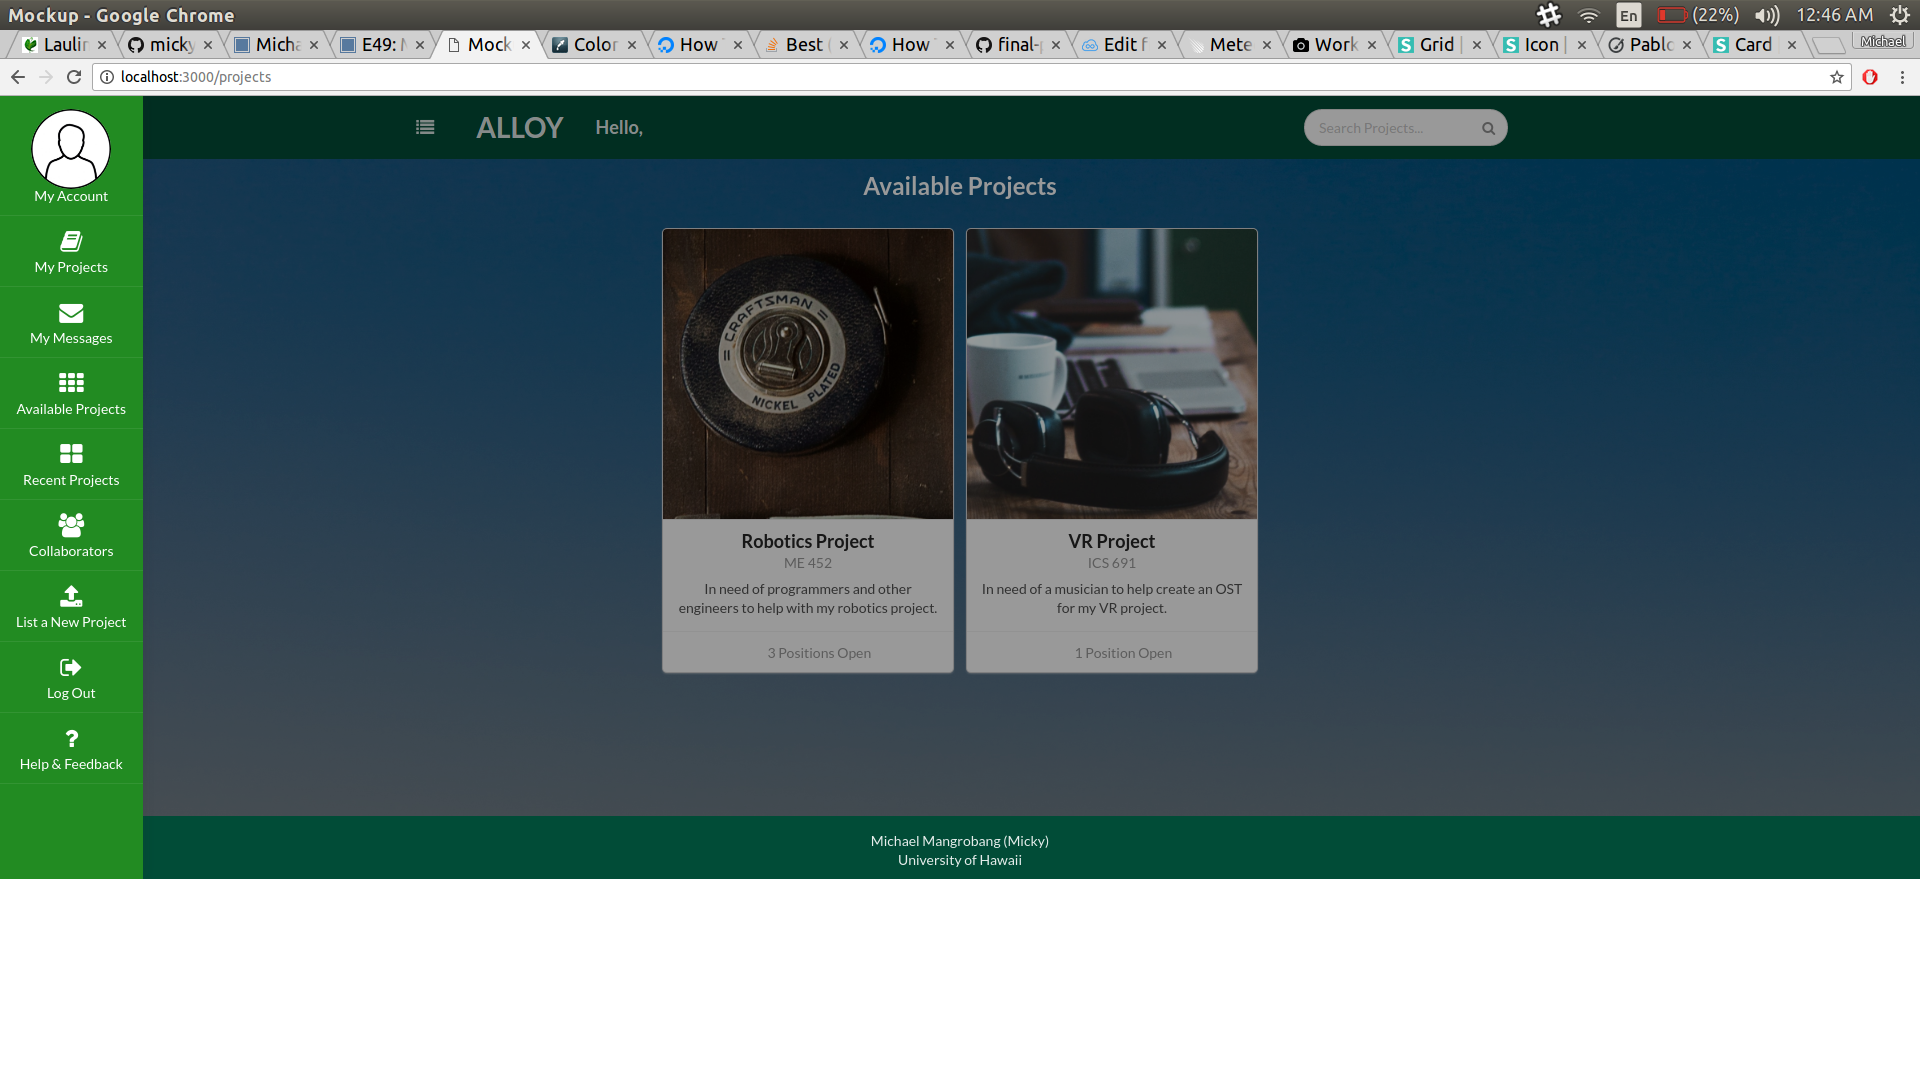 Mockup - Google Chrome
En
(22%)
12:46 AM
Laulin
micky
Micha
E49: M
Mock
Color
How
Best
How
final-
Edit f
Mete
Work
Grid
Icon
Pablo
Card
Michael
localhost:3000/projects
My Account
My Projects
My Messages
Available Projects
Recent Projects
Collaborators
List a New Project
Log Out
Help & Feedback
ALLOY
Hello,
Search Projects...
Available Projects
CRAFTSMAN
NICKEL PLATED
Robotics Project
ME 452
In need of programmers and other
engineers to help with my robotics project.
3 Positions Open
VR Project
ICS 691
In need of a musician to help create an OST
for my VR project.
1 Position Open
Michael Mangrobang (Micky)
University of Hawaii